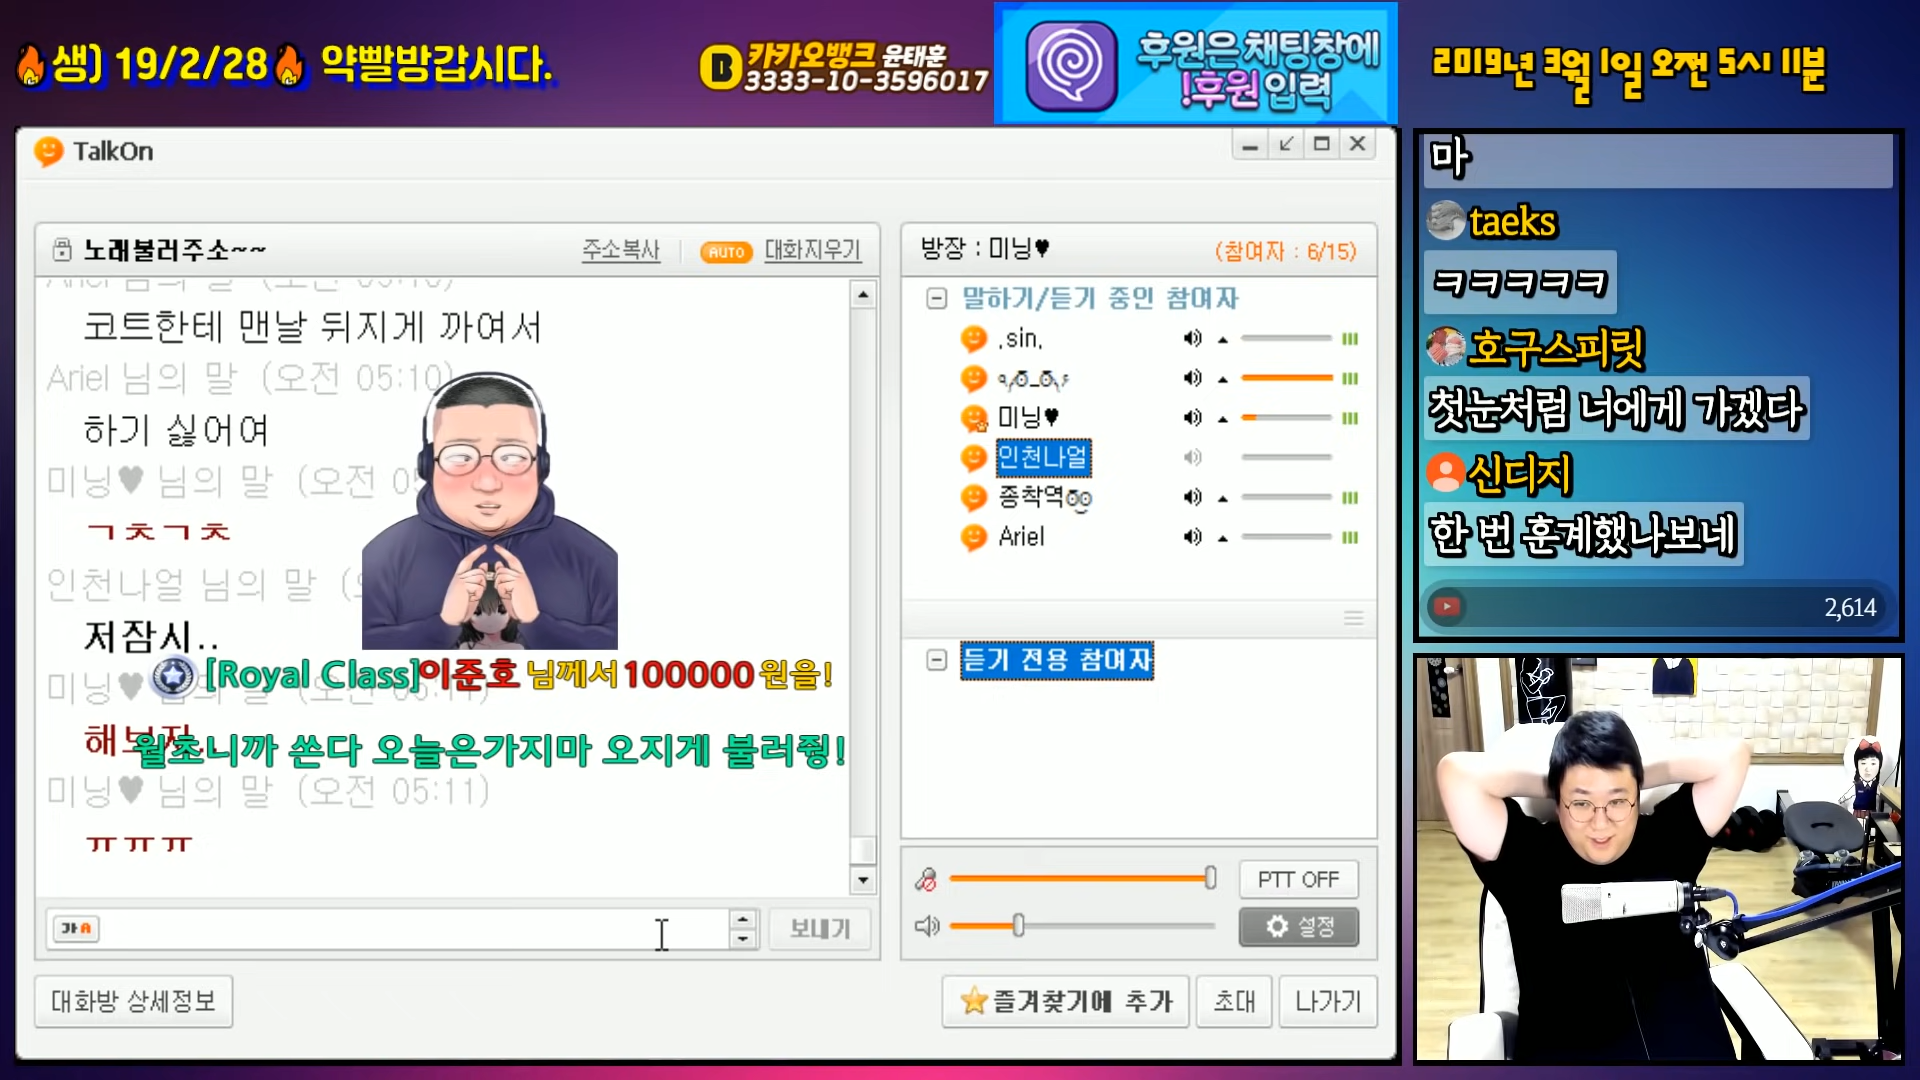 생) 19/2/28 약빨방갑시다.
B 카카오뱅크 윤태훈
3333-10-3596017
후원은 채팅창에
!후원 입력
2019년 3월 1일 오전 5시 11분
TalkOn
노래불러주소~~
주소복사
AUTO
대화지우기
코트한테 맨날 뒤지게 까여서
Ariel 님의 말 (오전 05:10)
하기 싫어여
미닝♥ 님의 말 (오전 05
ㄱㅊㄱㅊ
인천나얼 님의 말
저잠시..
[Royal Class]이준호 님께서 100000 원을!
미닝♥
해보자..
월초니까 쏜다 오늘은가지마 오지게 불러줭!
미닝♥ 님의 말 (오전 05:11)
ㅠㅠㅠ
가A
보내기
대화방 상세정보
방장 : 미닝♥
(참여자 : 6/15)
말하기/듣기 중인 참여자
,sin,
미닝♥
인천나얼
종착역
Ariel
듣기 전용 참여자
PTT OFF
설정
즐겨찾기에 추가
초대
나가기
마
taeks
ㅋㅋㅋㅋㅋ
호구스피릿
첫눈처럼 너에게 가겠다
신디지
한 번 훈계했나보네
2,614